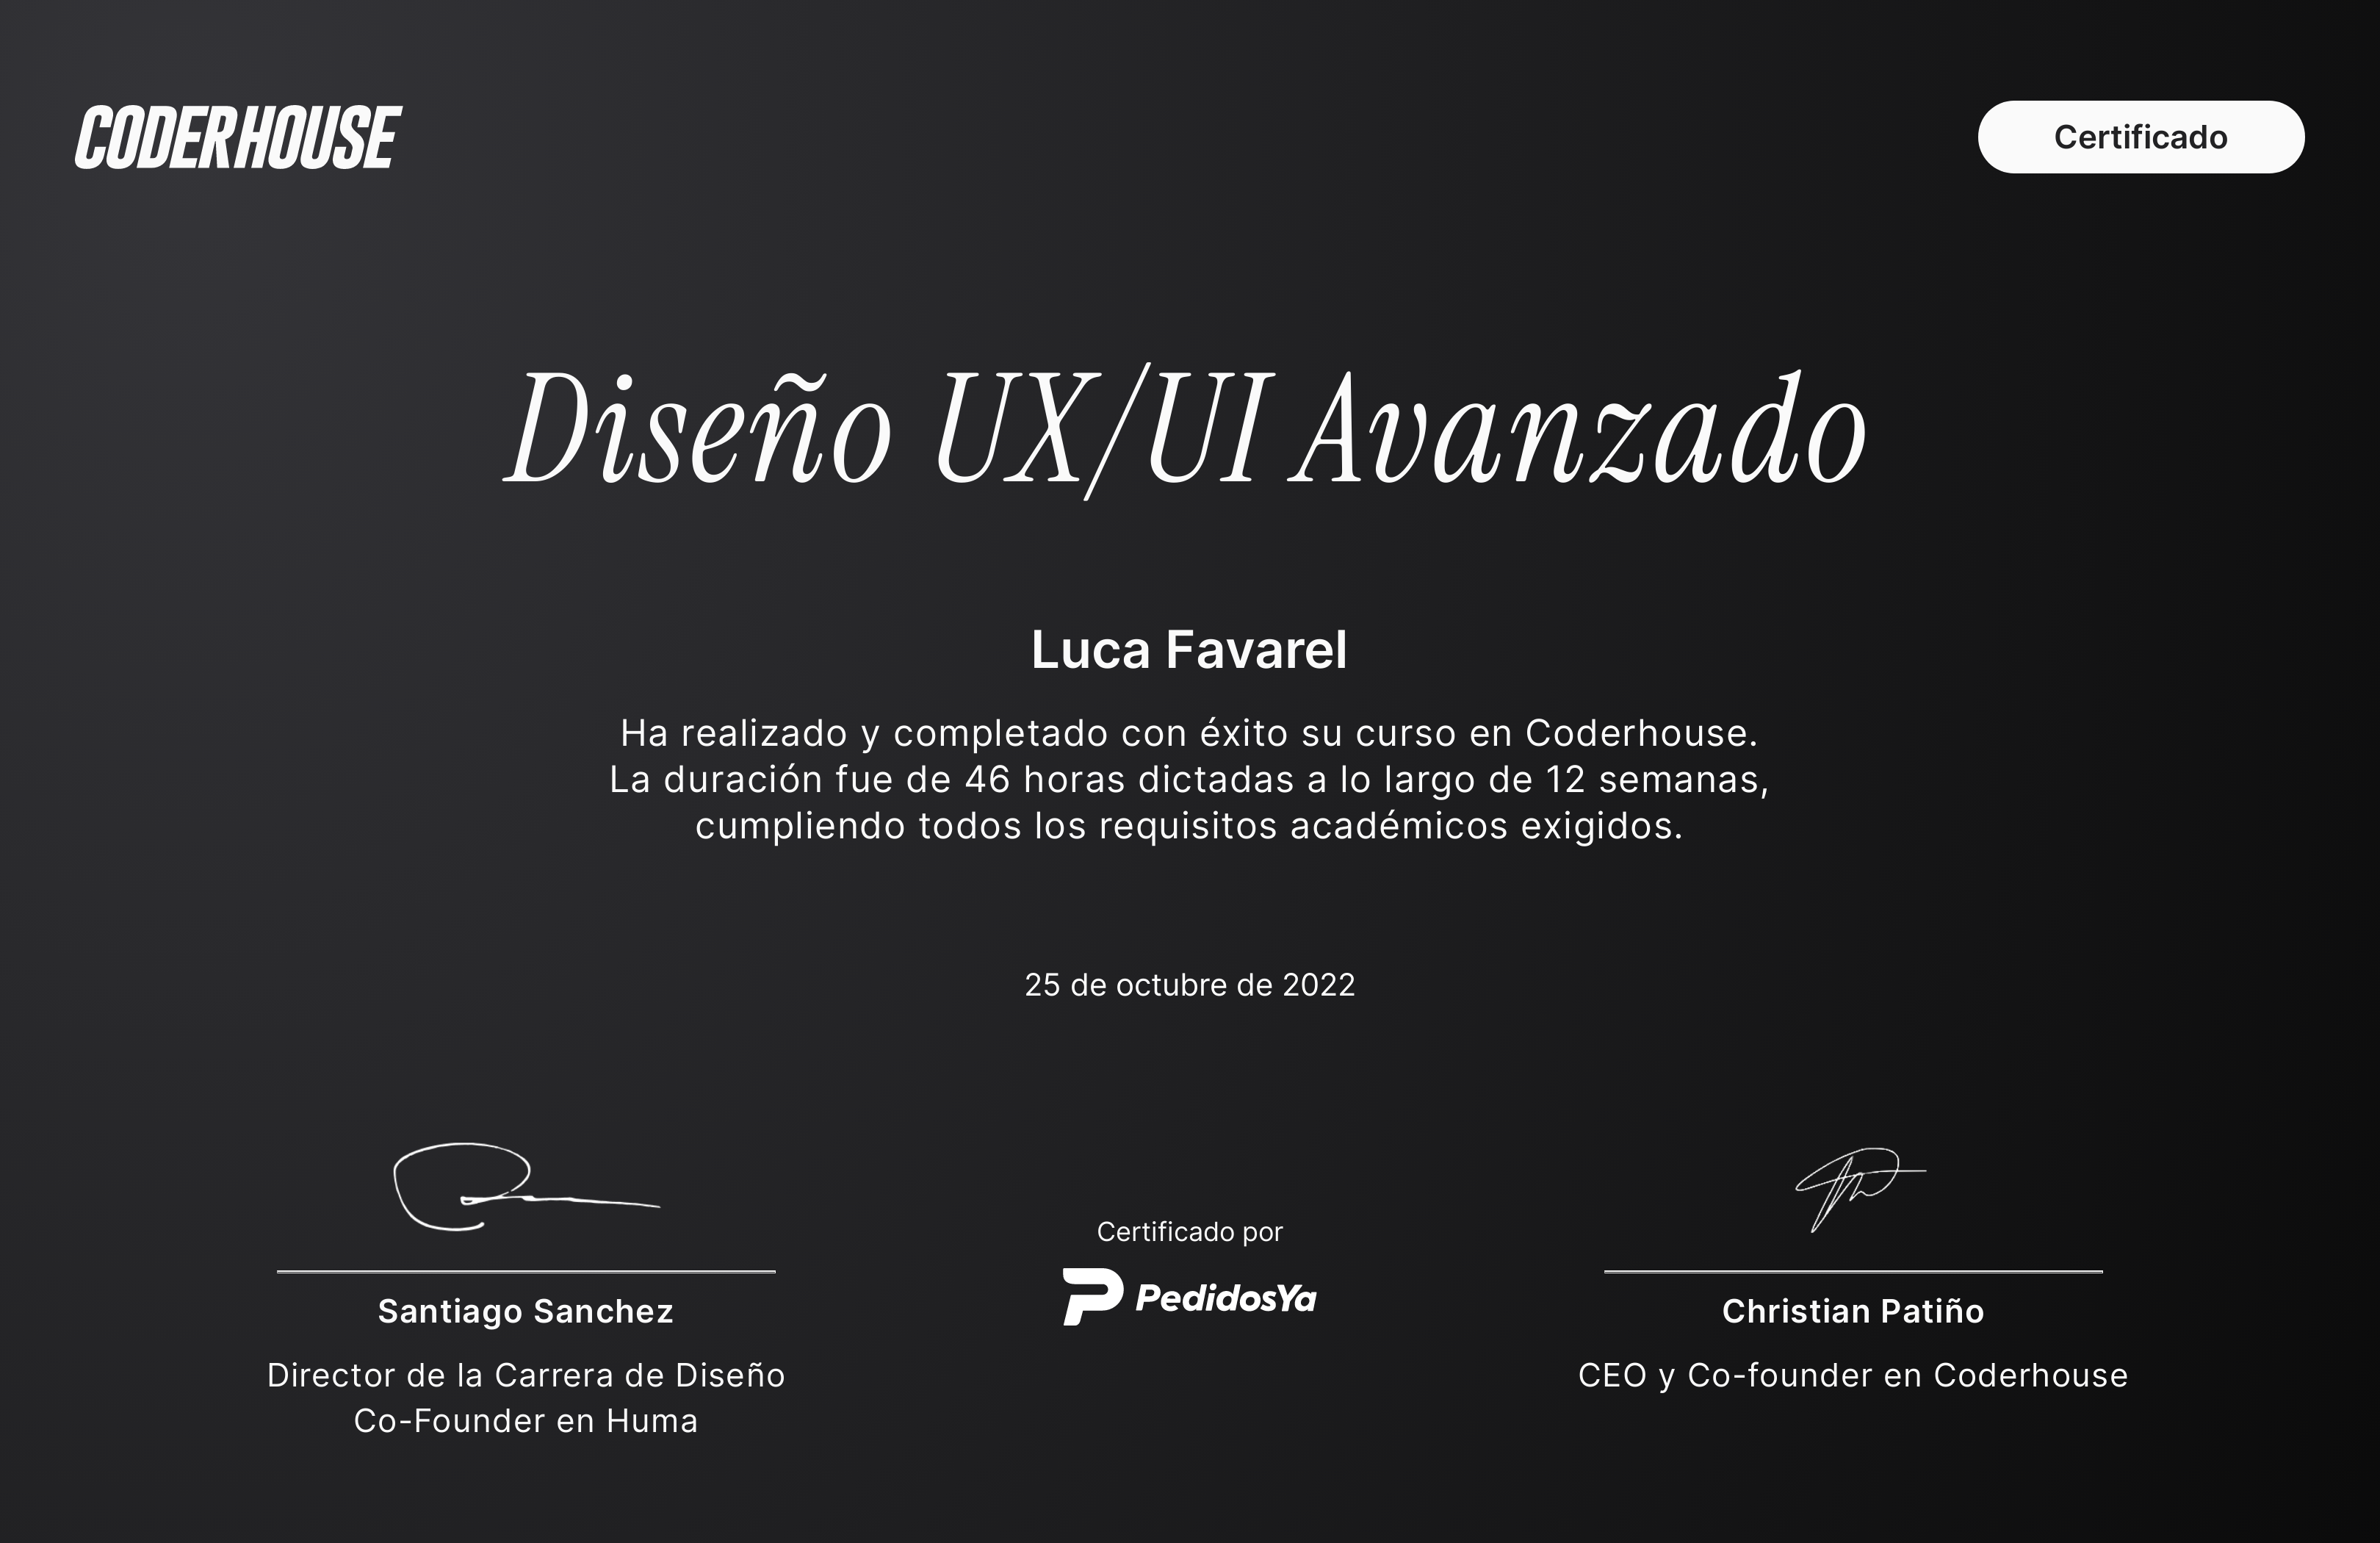 CODERHOUSE
Certificado
Diseño UX/UI Avanzado
Luca Favarel
Ha realizado y completado con éxito su curso en Coderhouse.
La duración fue de 46 horas dictadas a lo largo de 12 semanas,
cumpliendo todos los requisitos académicos exigidos.
25 de octubre de 2022
Santiago Sanchez
Director de la Carrera de Diseño
Co-Founder en Huma
Certificado por
PedidosYa
Christian Patiño
CEO y Co-founder en Coderhouse